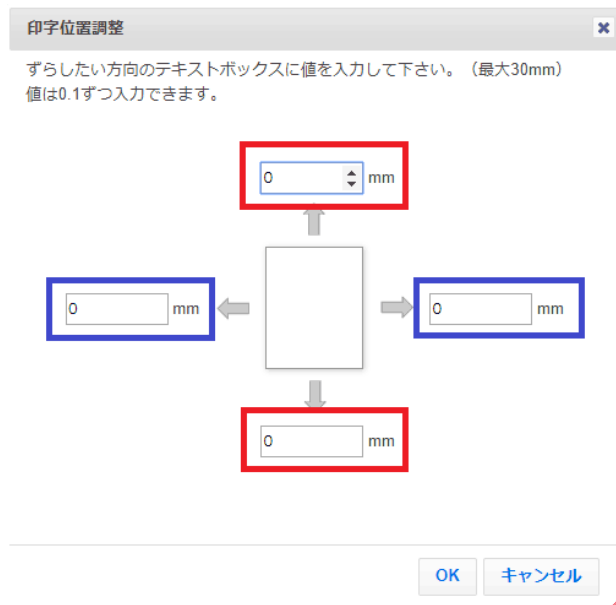 印字位置調整
ずらしたい方向のテキストボックスに値を入力して下さい。（最大30mm）
値は0.1ずつ入力できます。
0 mm
0 mm
0 mm
0 mm
OK キャンセル